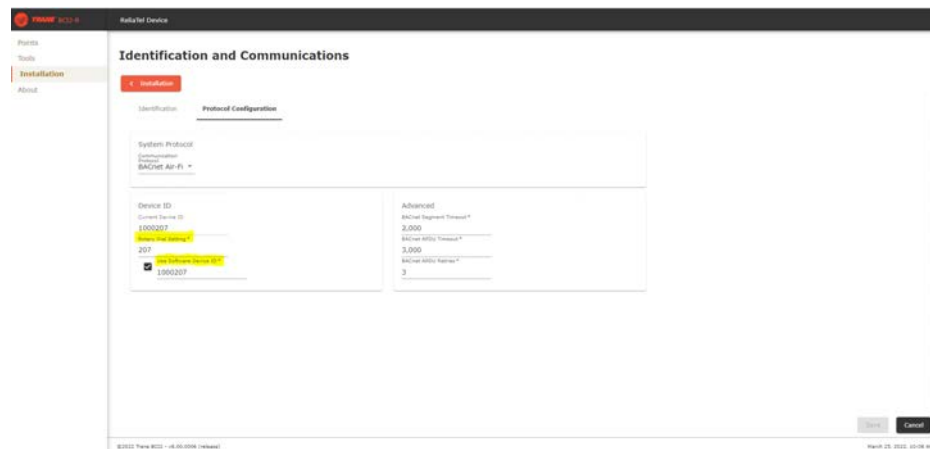 TRANE BCI2-R
ReliaTel Device
Points
Tools
Installation
About
Identification and Communications
Installation
Identification
Protocol Configuration
System Protocol
Communication
Protocol
BACnet Air-Fi
Device ID
Current Device ID
1000207
Rotary Dial Setting *
207
Use Software Device ID *
1000207
Advanced
BACnet Segment Timeout *
2,000
BACnet APDU Timeout *
3,000
BACnet APDU Retries *
3
Save
Cancel